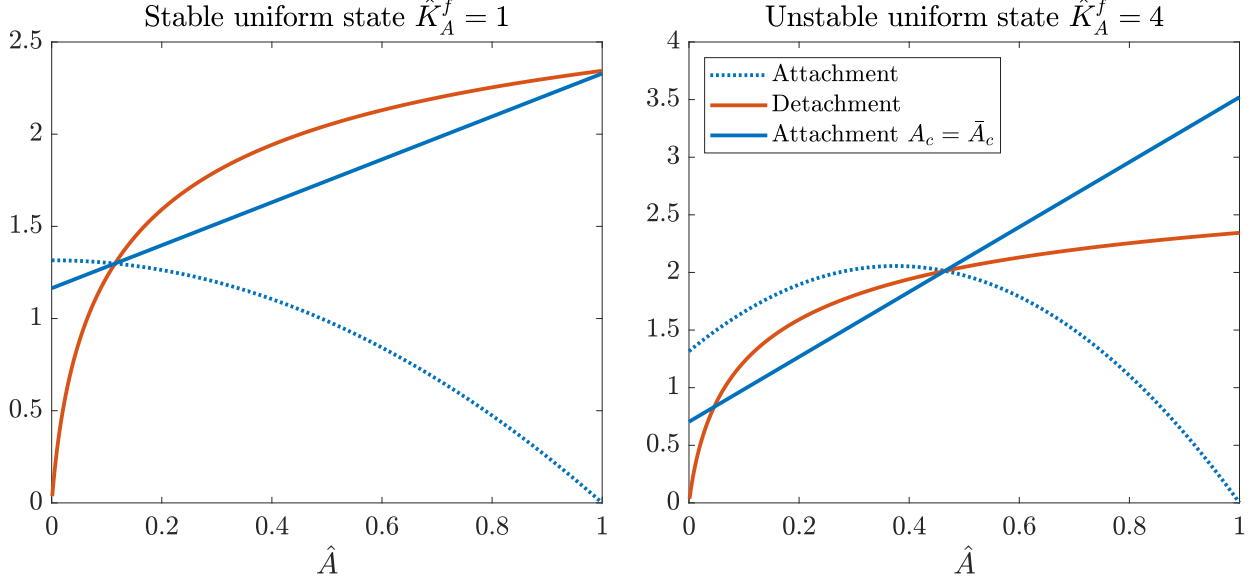 Stable uniform state $\hat{K}_A^f = 1$
2.5
2
1.5
1
0.5
0
0 0.2 0.4 0.6 0.8 1
Â
Unstable uniform state $\hat{K}_A^f = 4$
4
3.5
3
2.5
2
1.5
1
0.5
0
Attachment
Detachment
Attachment $A_c = \bar{A}_c$
0 0.2 0.4 0.6 0.8 1
Â